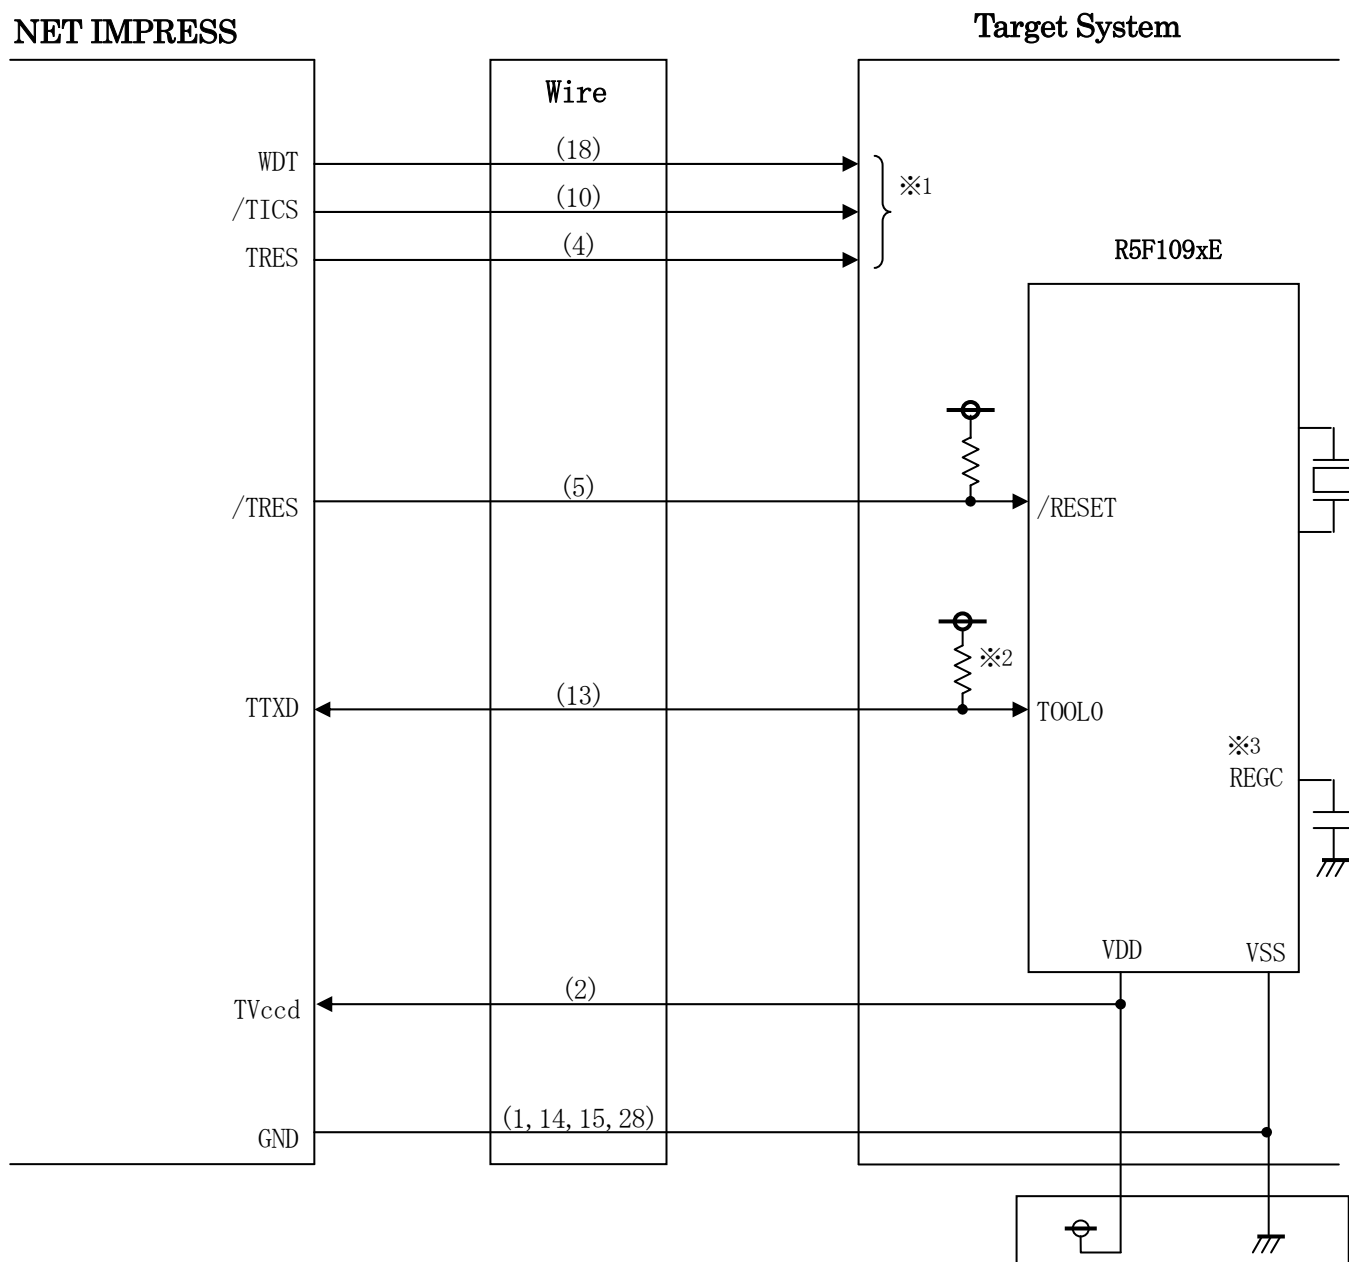 NET IMPRESS
Target System
Wire
WDT
(18)
※1
/TICS
(10)
TRES
(4)
R5F109xE
/TRES
(5)
/RESET
※2
TTXD
(13)
TOOL0
※3
REGC
VDD
VSS
TVccd
(2)
GND
(1,14,15,28)